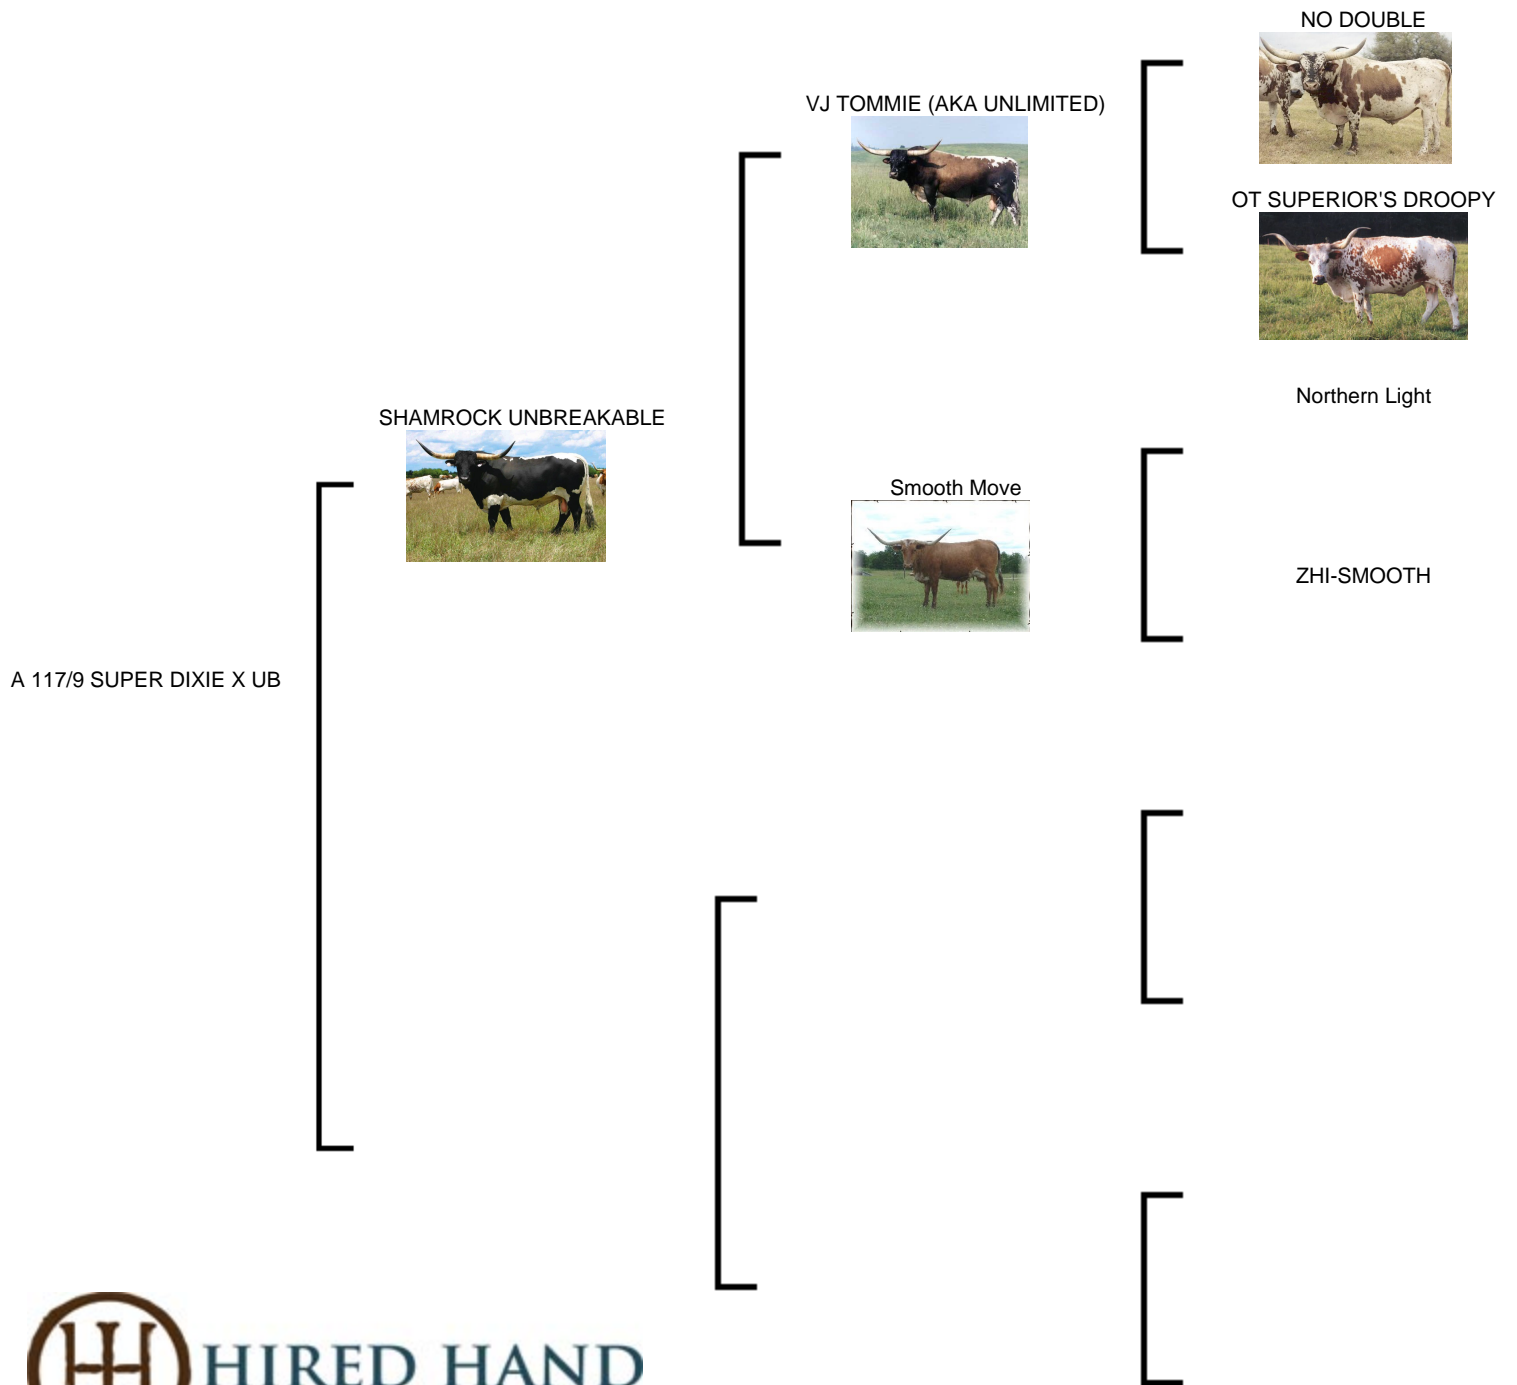 NO DOUBLE
VJ TOMMIE (AKA UNLIMITED)
OT SUPERIOR'S DROOPY
Northern Light
SHAMROCK UNBREAKABLE
Smooth Move
ZHI-SMOOTH
A 117/9 SUPER DIXIE X UB
HIRED HAND